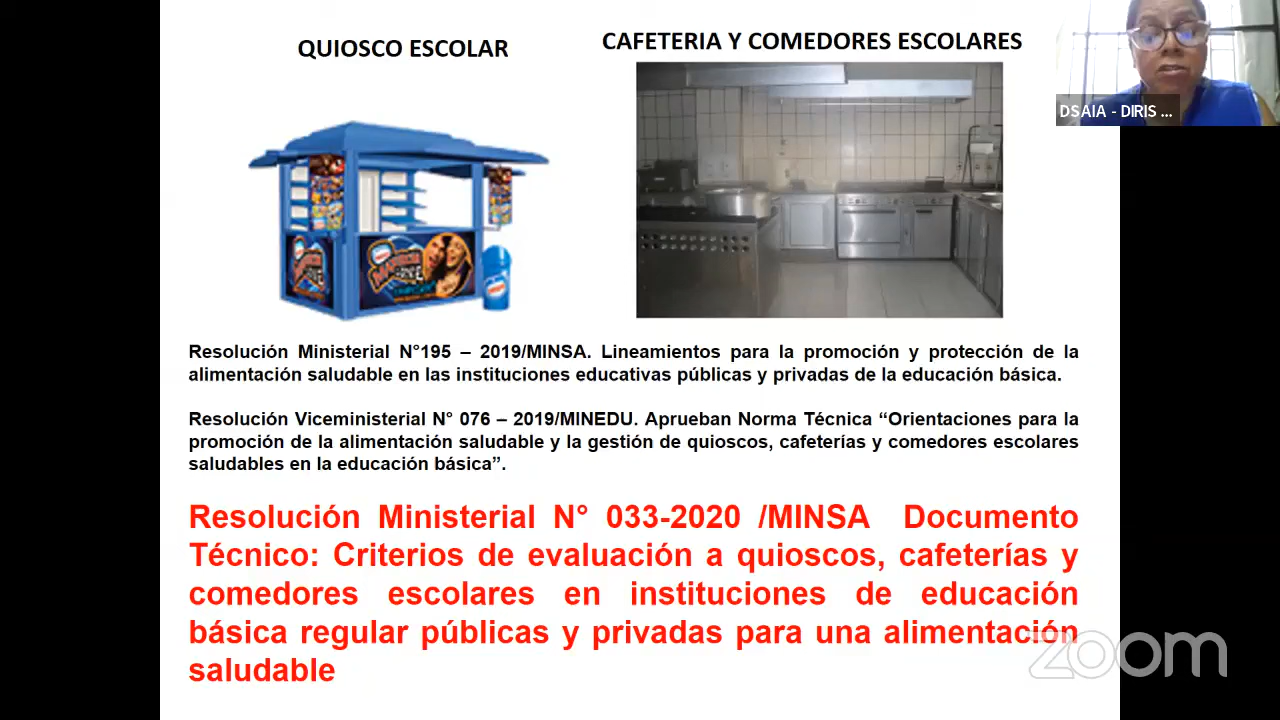 QUIOSCO ESCOLAR
CAFETERIA Y COMEDORES ESCOLARES
DSAIA - DIRIS ...
Resolución Ministerial N°195 – 2019/MINSA. Lineamientos para la promoción y protección de la
alimentación saludable en las instituciones educativas públicas y privadas de la educación básica.
Resolución Viceministerial N° 076 – 2019/MINEDU. Aprueban Norma Técnica “Orientaciones para la
promoción de la alimentación saludable y la gestión de quioscos, cafeterías y comedores escolares
saludables en la educación básica”.
Resolución Ministerial N° 033-2020 /MINSA Documento
Técnico: Criterios de evaluación a quioscos, cafeterías y
comedores escolares en instituciones de educación
básica regular públicas y privadas para una alimentación
saludable
zoom